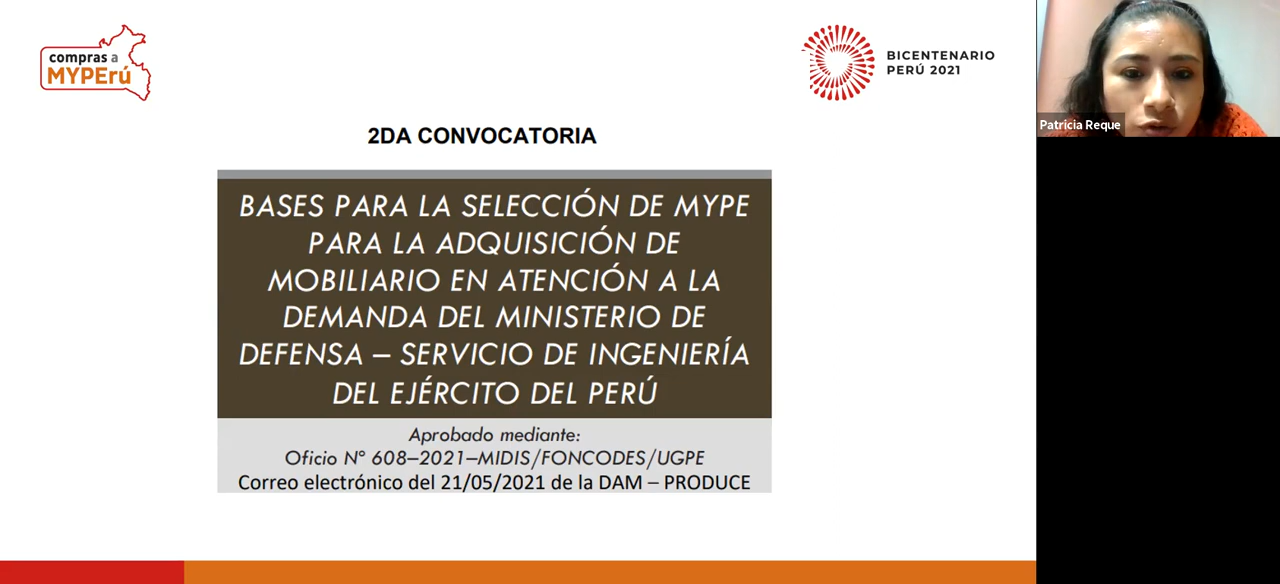 compras a
MYPErú
BICENTENARIO
PERÚ 2021
Patricia Reque
2DA CONVOCATORIA
BASES PARA LA SELECCIÓN DE MYPE
PARA LA ADQUISICIÓN DE
MOBILIARIO EN ATENCIÓN A LA
DEMANDA DEL MINISTERIO DE
DEFENSA – SERVICIO DE INGENIERÍA
DEL EJÉRCITO DEL PERÚ
Aprobado mediante:
Oficio N° 608–2021–MIDIS/FONCODES/UGPE
Correo electrónico del 21/05/2021 de la DAM – PRODUCE